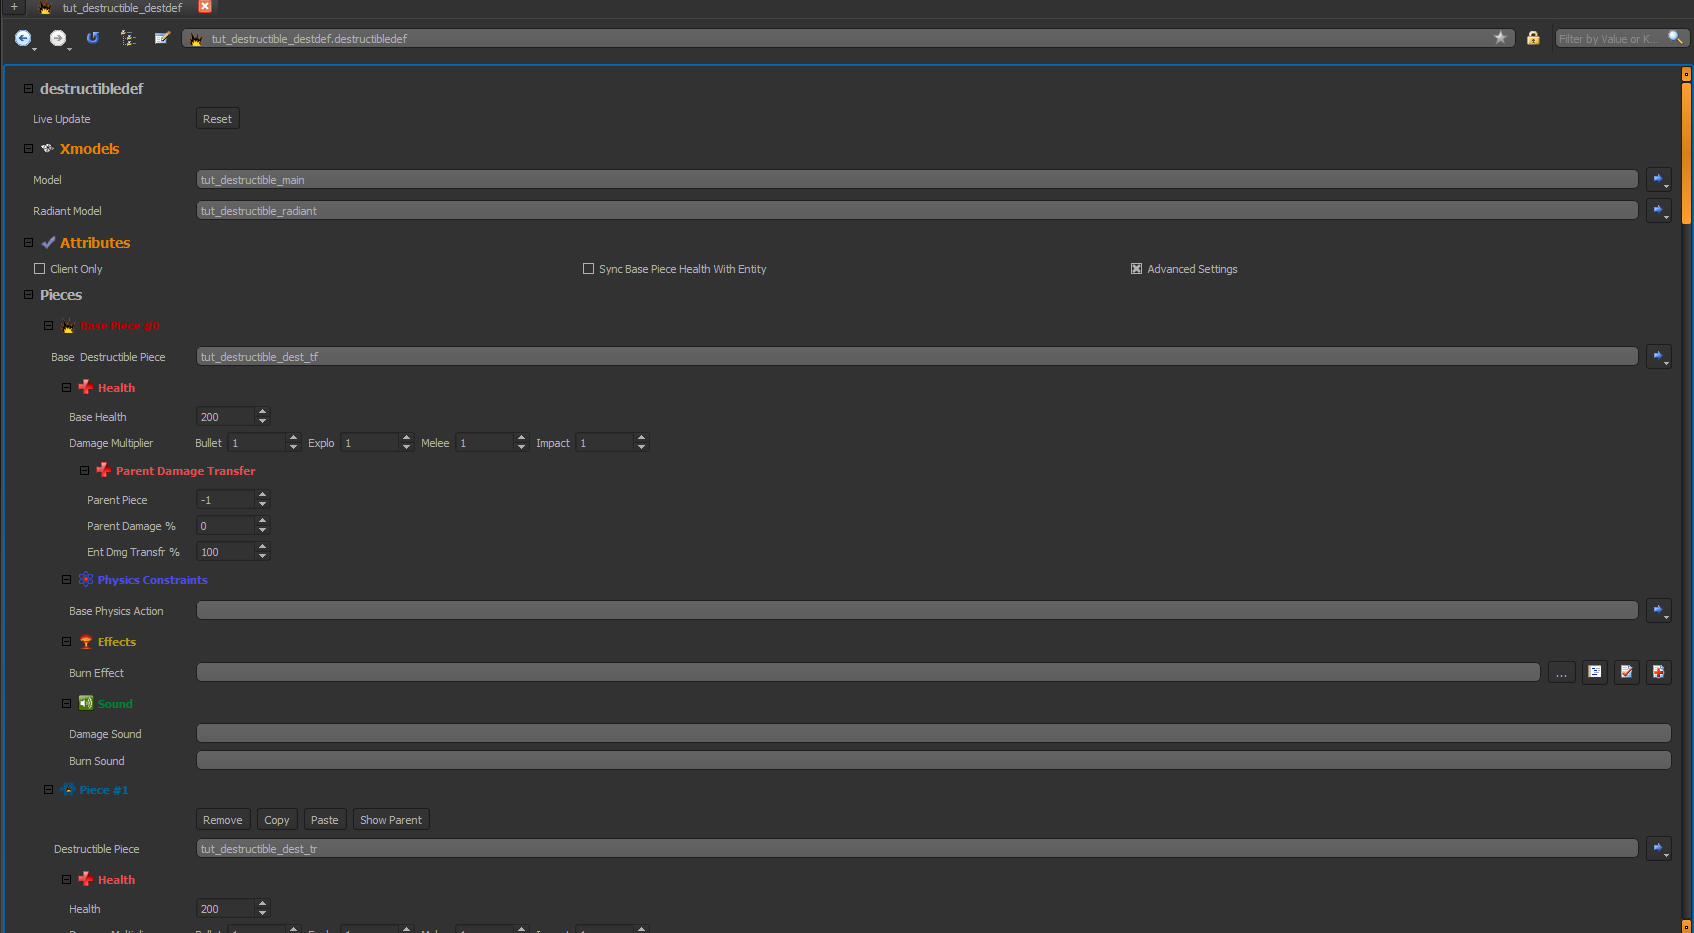 + tut_destructible_destdef
tut_destructible_destdef.destructibledef Filter by Value or K...
destructibledef
Live Update Reset
Xmodels
Model tut_destructible_main
Radiant Model tut_destructible_radiant
Attributes
Client Only Sync Base Piece Health With Entity Advanced Settings
Pieces
Base Piece #0
Base Destructible Piece tut_destructible_dest_tf
Health
Base Health 200
Damage Multiplier Bullet 1 Explo 1 Melee 1 Impact 1
Parent Damage Transfer
Parent Piece -1
Parent Damage % 0
Ent Dmg Transfr % 100
Physics Constraints
Base Physics Action
Effects
Burn Effect ...
Sound
Damage Sound
Burn Sound
Piece #1
Remove Copy Paste Show Parent
Destructible Piece tut_destructible_dest_tr
Health
Health 200